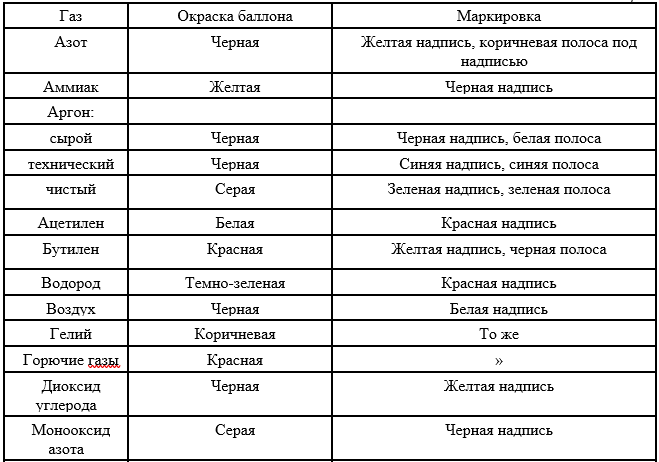 Газ Окраска баллона Маркировка
Азот Черная Желтая надпись, коричневая полоса под
надписью
Аммиак Желтая Черная надпись
Аргон:
сырой Черная Черная надпись, белая полоса
технический Черная Синяя надпись, синяя полоса
чистый Серая Зеленая надпись, зеленая полоса
Ацетилен Белая Красная надпись
Бутилен Красная Желтая надпись, черная полоса
Водород Темно-зеленая Красная надпись
Воздух Черная Белая надпись
Гелий Коричневая То же
Горючие газы Красная »
Диоксид Черная Желтая надпись
углерода
Монооксид Серая Черная надпись
азота